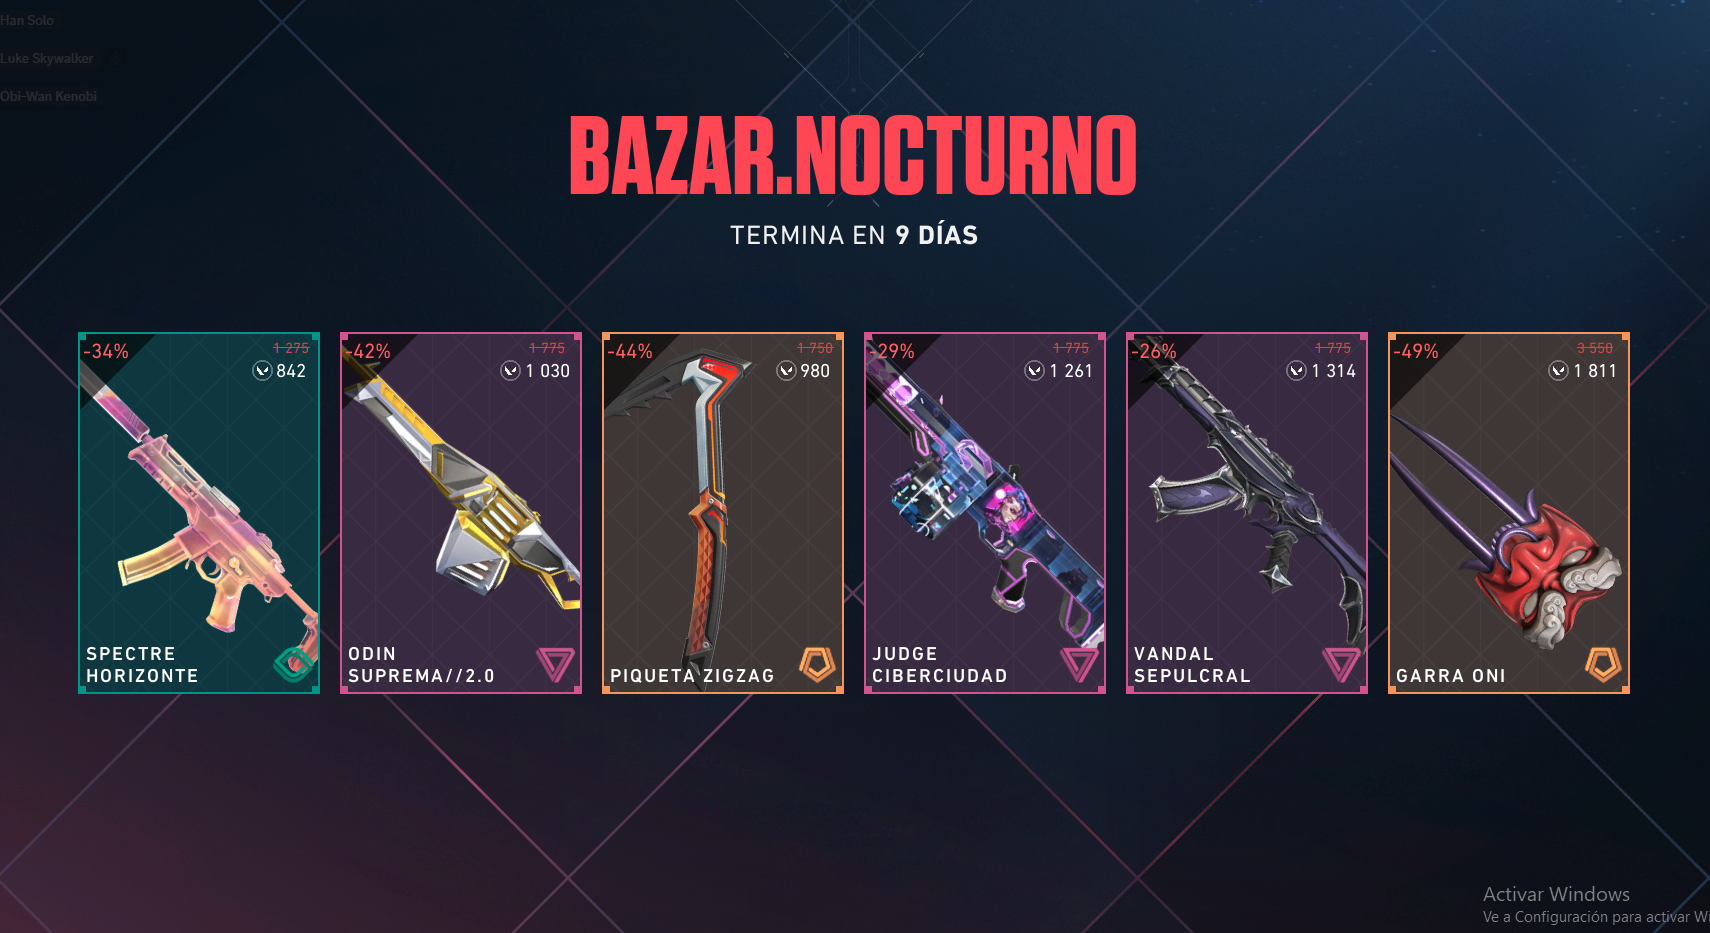 Han Solo
Luke Skywalker
Obi-Wan Kenobi
BAZAR.NOCTURNO
TERMINA EN 9 DÍAS
-34%
1 275
842
SPECTRE
HORIZONTE
-42%
1 775
1 030
ODIN
SUPREMA//2.0
-44%
1 750
980
PIQUETA ZIGZAG
-29%
1 775
1 261
JUDGE
CIBERCIUDAD
-26%
1 775
1 314
VANDAL
SEPULCRAL
-49%
3 550
1 811
GARRA ONI
Activar Windows
Ve a Configuración para activar Wi